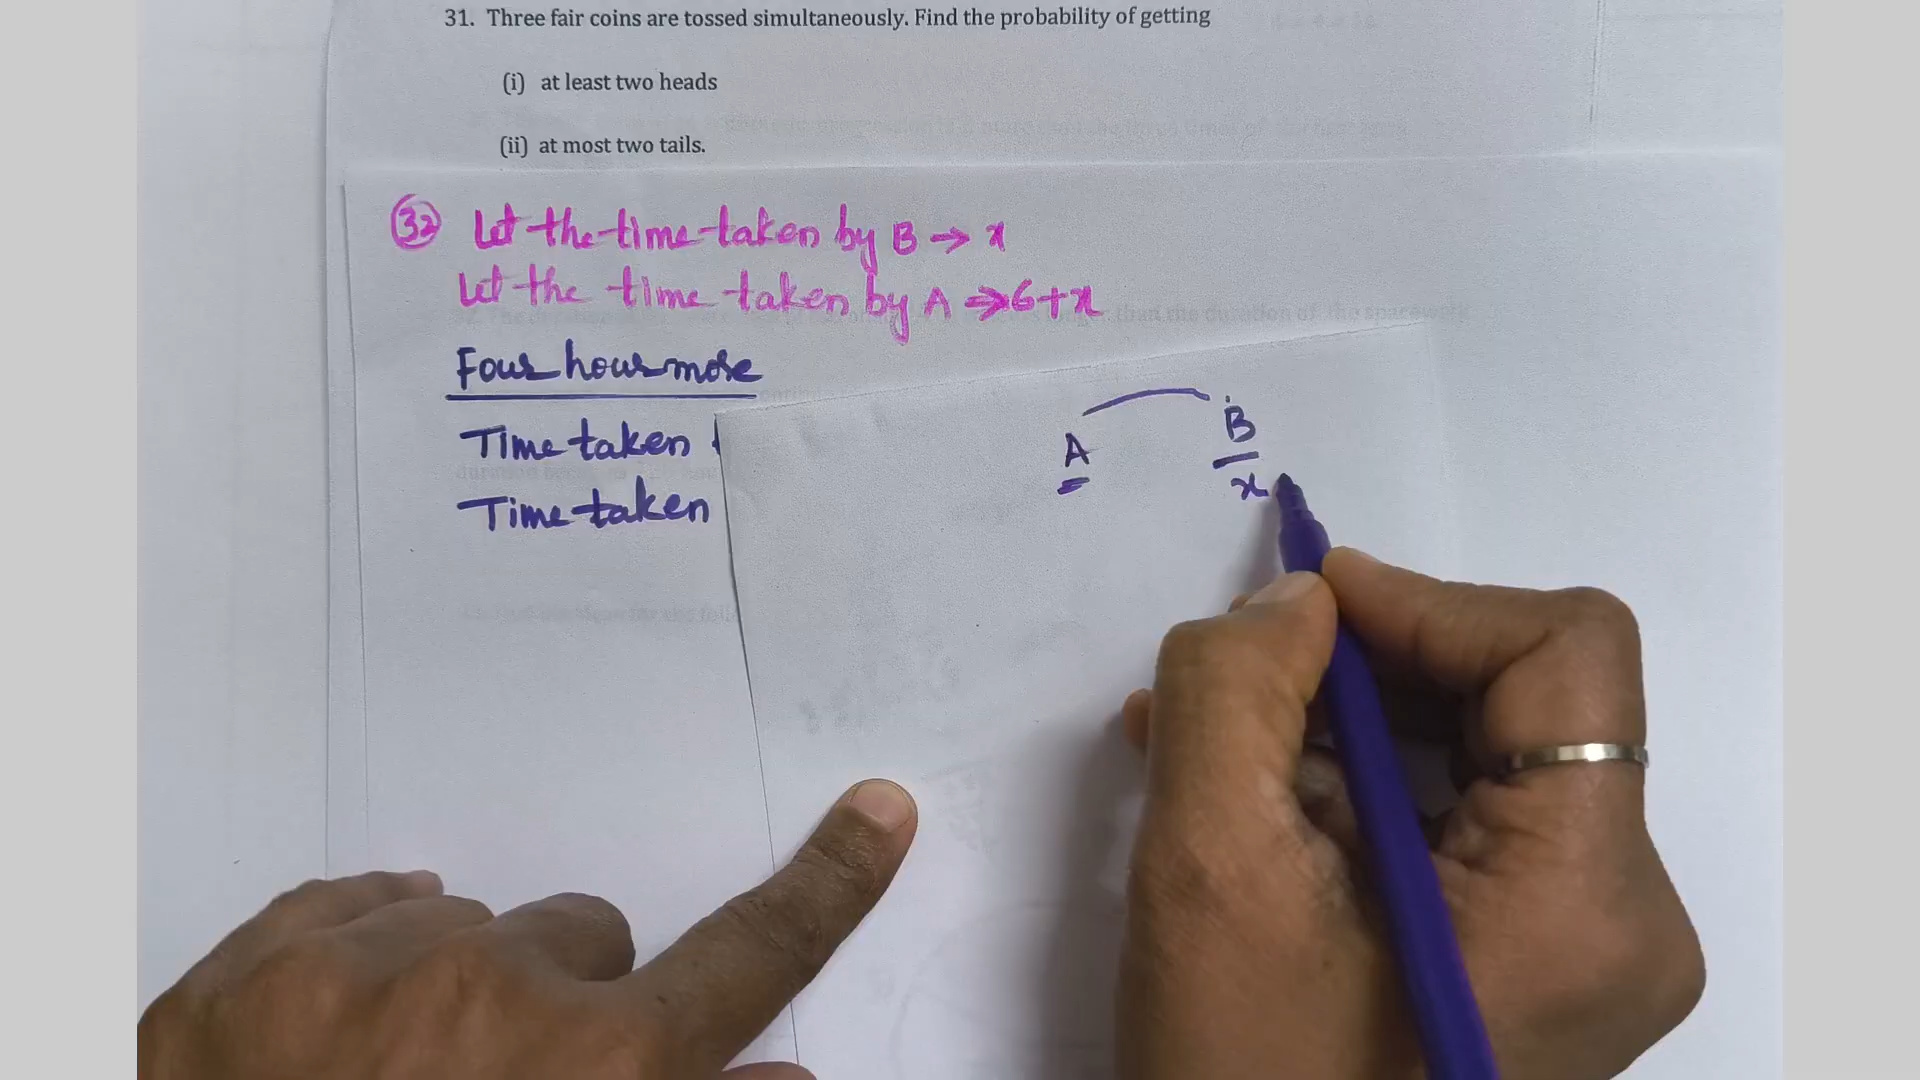 31. Three fair coins are tossed simultaneously. Find the probability of getting
(i) at least two heads
(ii) at most two tails.
32 Let the time taken by B → x
Let the time taken by A ⇒ 6+x
Four hour more
Time taken
Time taken
A B
x